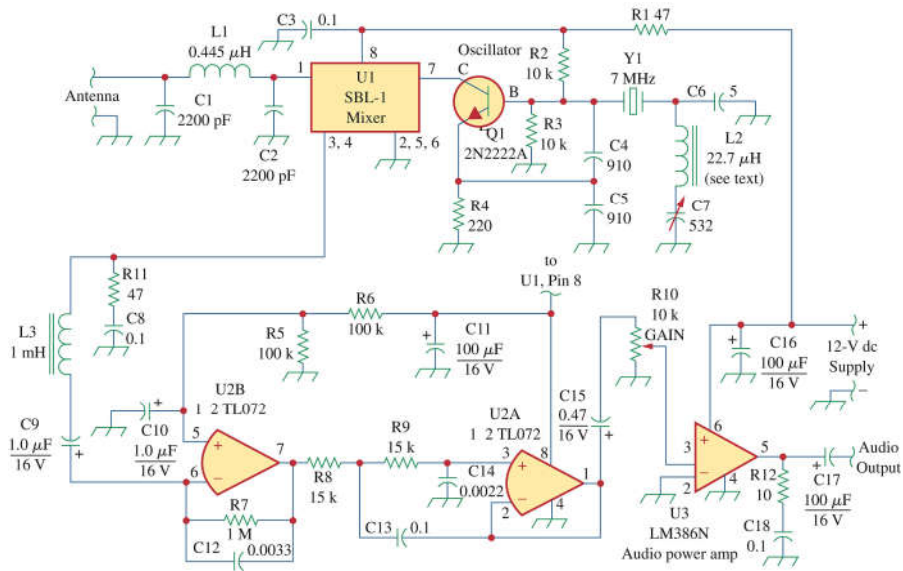 C3
0.1
R1 47
L1
0.445 μH
8
Oscillator
R2
10 k
Y1
7 MHz
C6
5
1
U1
SBL-1
Mixer
7
C
B
Antenna
C1
2200 pF
C2
2200 pF
3, 4
2, 5, 6
Q1
2N2222A
R3
10 k
C4
910
L2
22.7 μH
(see text)
R4
220
C5
910
C7
532
to
U1, Pin 8
R11
47
C8
0.1
L3
1 mH
R6
100 k
R5
100 k
+
C11
100 μF
16 V
R10
10 k
GAIN
+
C16
100 μF
16 V
+
12-V dc
Supply
–
C9
1.0 μF
16 V
+
+
C10
1.0 μF
16 V
U2B
1 2 TL072
5
+
6
–
7
R8
15 k
R9
15 k
C15
0.47
16 V
+
U2A
1 2 TL072
3
+
2
–
8
1
4
C14
0.0022
R7
1 M
C12
0.0033
C13
0.1
6
3
+
2
–
5
4
U3
LM386N
Audio power amp
R12
10
C18
0.1
+
C17
100 μF
16 V
Audio
Output